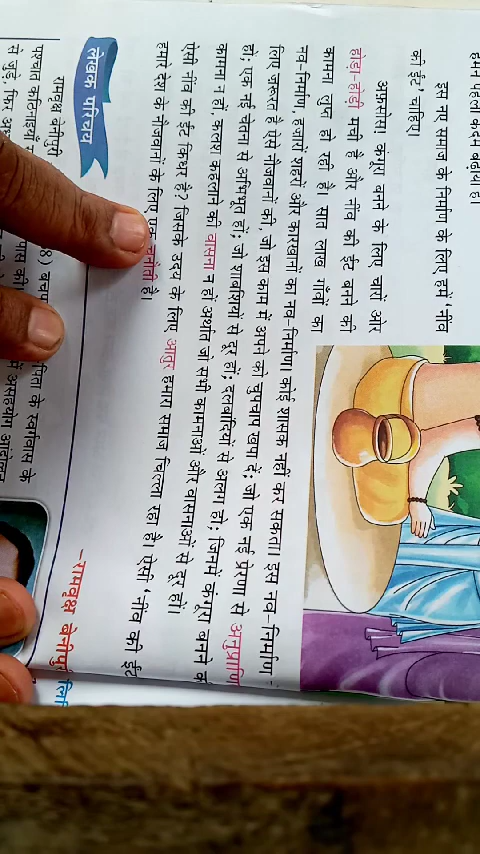 हमने पहला कदम बढ़ाया है।
इस नए समाज के निर्माण के लिए हमें 'नींव
की ईंट' चाहिए।
अफ़सोस! कंगूरा बनने के लिए चारों ओर
होड़ा-होड़ी मची है और नींव की ईंट बनने की
कामना लुप्त हो रही है। सात लाख गाँवों का
नव-निर्माण, हजारों शहरों और कारखानों का नव-निर्माण! कोई शासक नहीं कर सकता। इस नव-निर्माण
लिए जरूरत है ऐसे नौजवानों की, जो इस काम में अपने को चुपचाप खपा दें; जो एक नई प्रेरणा से अनुप्राणि
हों; एक नई चेतना से अभिभूत हों; जो शाबाशियों से दूर हों; दलबंदियों से अलग हों; जिनमें कंगूरा बनने क
कामना न हो, कलश कहलाने की वासना न हो अर्थात जो सभी कामनाओं और वासनाओं से दूर हों।
ऐसी नींव की ईंट किधर है? जिसके उदय के लिए आतुर हमारा समाज चिल्ला रहा है। ऐसी 'नींव की ईंट
हमारे देश के नौजवानों के लिए एक चुनौती है।
–रामवृक्ष बेनीपु
लेखक परिचय
रामवृक्ष बेनीपुरी
पिता के स्वर्गवास के
पश्चात
से जुड़े, फिर
में असहयोग आंदोलन